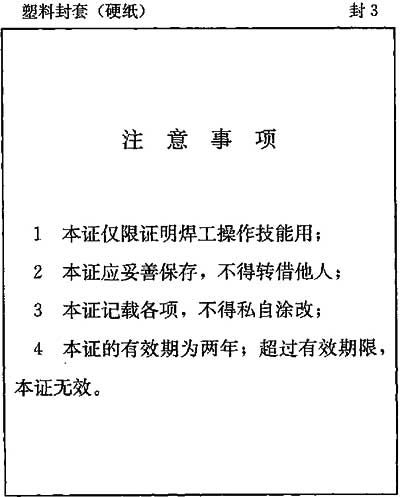 塑料封套（硬纸） 封3
注意事项
1 本证仅限证明焊工操作技能用；
2 本证应妥善保存，不得转借他人；
3 本证记载各项，不得私自涂改；
4 本证的有效期为两年；超过有效期限，
本证无效。